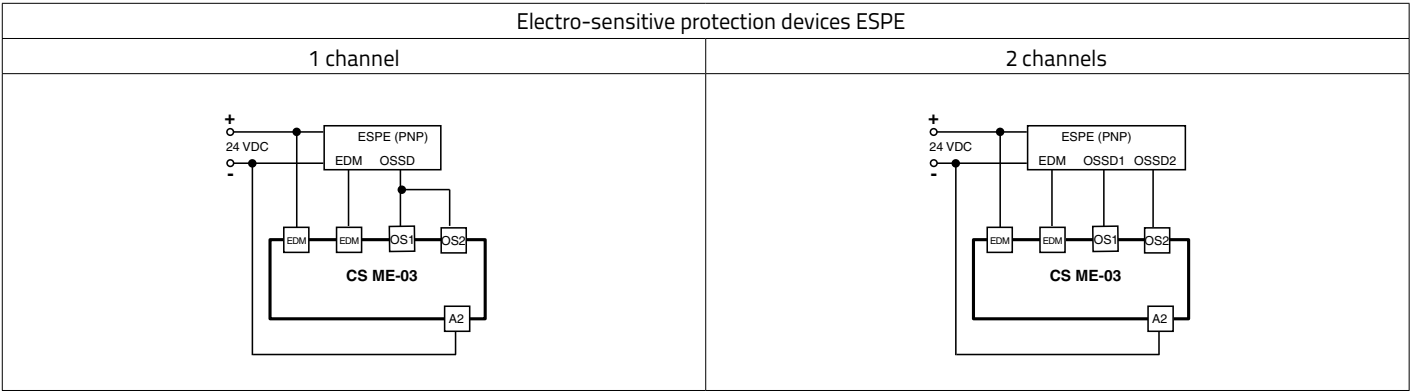 Electro-sensitive protection devices ESPE
1 channel
2 channels
+
24 VDC
-
ESPE (PNP)
EDM OSSD
EDM EDM OS1 OS2
CS ME-03
A2
+
24 VDC
-
ESPE (PNP)
EDM OSSD1 OSSD2
EDM EDM OS1 OS2
CS ME-03
A2